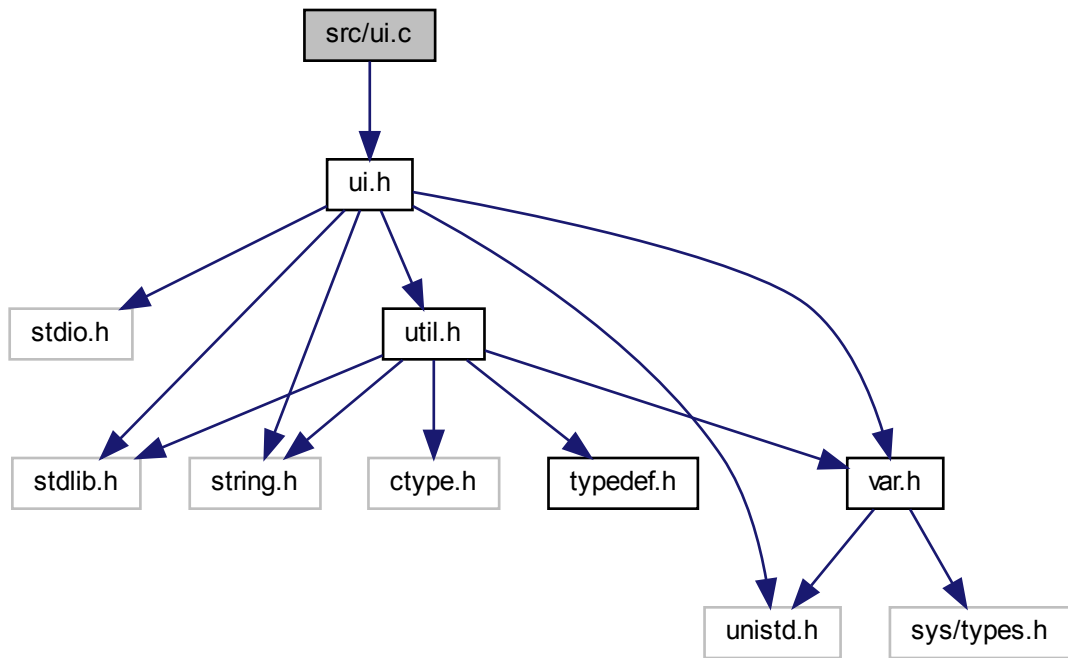 src/ui.c
ui.h
stdio.h
util.h
stdlib.h
string.h
ctype.h
typedef.h
var.h
unistd.h
sys/types.h